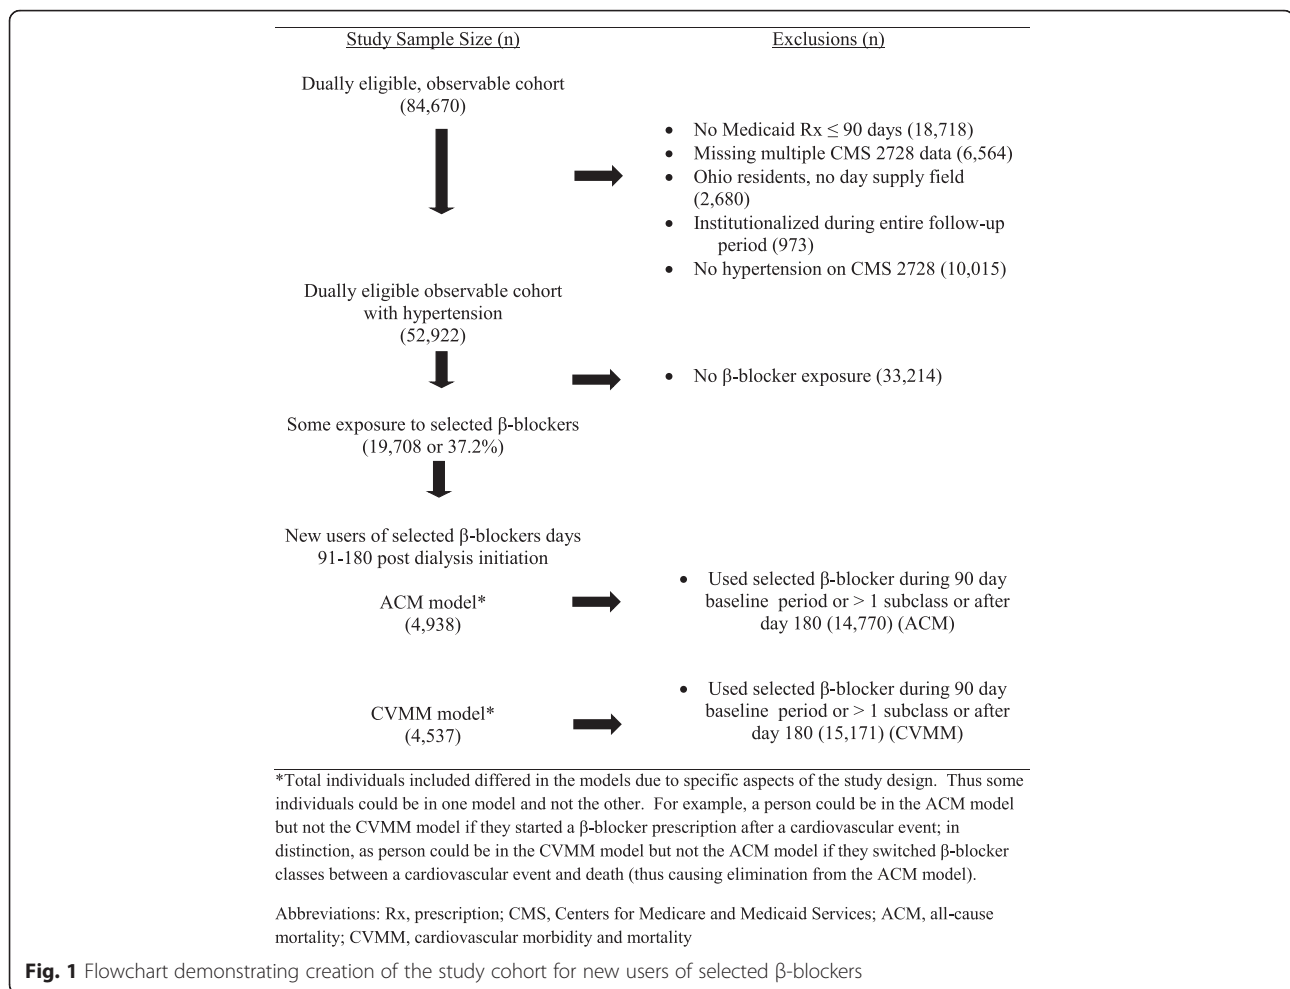 Study Sample Size (n)
Exclusions (n)
Dually eligible, observable cohort
(84,670)
• No Medicaid Rx ≤ 90 days (18,718)
• Missing multiple CMS 2728 data (6,564)
• Ohio residents, no day supply field
(2,680)
• Institutionalized during entire follow-up
period (973)
• No hypertension on CMS 2728 (10,015)
Dually eligible observable cohort
with hypertension
(52,922)
• No β-blocker exposure (33,214)
Some exposure to selected β-blockers
(19,708 or 37.2%)
New users of selected β-blockers days
91-180 post dialysis initiation
ACM model*
(4,938)
• Used selected β-blocker during 90 day
baseline period or > 1 subclass or after
day 180 (14,770) (ACM)
CVMM model*
(4,537)
• Used selected β-blocker during 90 day
baseline period or > 1 subclass or after
day 180 (15,171) (CVMM)
*Total individuals included differed in the models due to specific aspects of the study design. Thus some
individuals could be in one model and not the other. For example, a person could be in the ACM model
but not the CVMM model if they started a β-blocker prescription after a cardiovascular event; in
distinction, as person could be in the CVMM model but not the ACM model if they switched β-blocker
classes between a cardiovascular event and death (thus causing elimination from the ACM model).
Abbreviations: Rx, prescription; CMS, Centers for Medicare and Medicaid Services; ACM, all-cause
mortality; CVMM, cardiovascular morbidity and mortality
Fig. 1 Flowchart demonstrating creation of the study cohort for new users of selected β-blockers